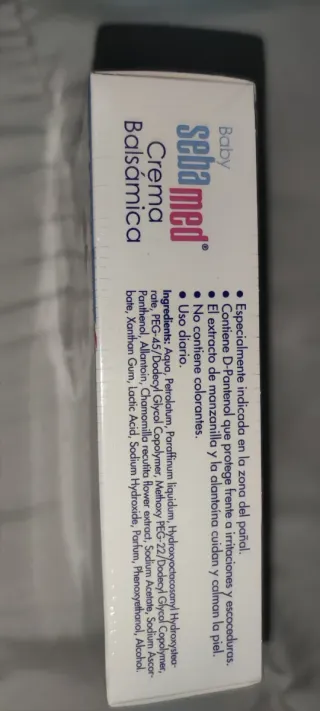 Baby
sebamed®
Crema
Balsámica
• Especialmente indicada en la zona del pañal.
• Contiene D-Pantenol que protege frente a irritaciones y escoceduras.
• El extracto de manzanilla y la alantoína cuidan y calman la piel.
• No contiene colorantes.
• Uso diario.
Ingredients: Aqua, Petrolatum, Paraffinum liquidum, Hydroxyoctacosanyl Hydroxystea-
rate, PEG-45/Dodecyl Glycol Copolymer, Methoxy PEG-22/Dodecyl Glycol Copolymer,
Panthenol, Allantoin, Chamomilla recutita flower extract, Sodium Acetate, Sodium Ascor-
bate, Xanthan Gum, Lactic Acid, Sodium Hydroxide, Parfum, Phenoxyethanol, Alcohol.